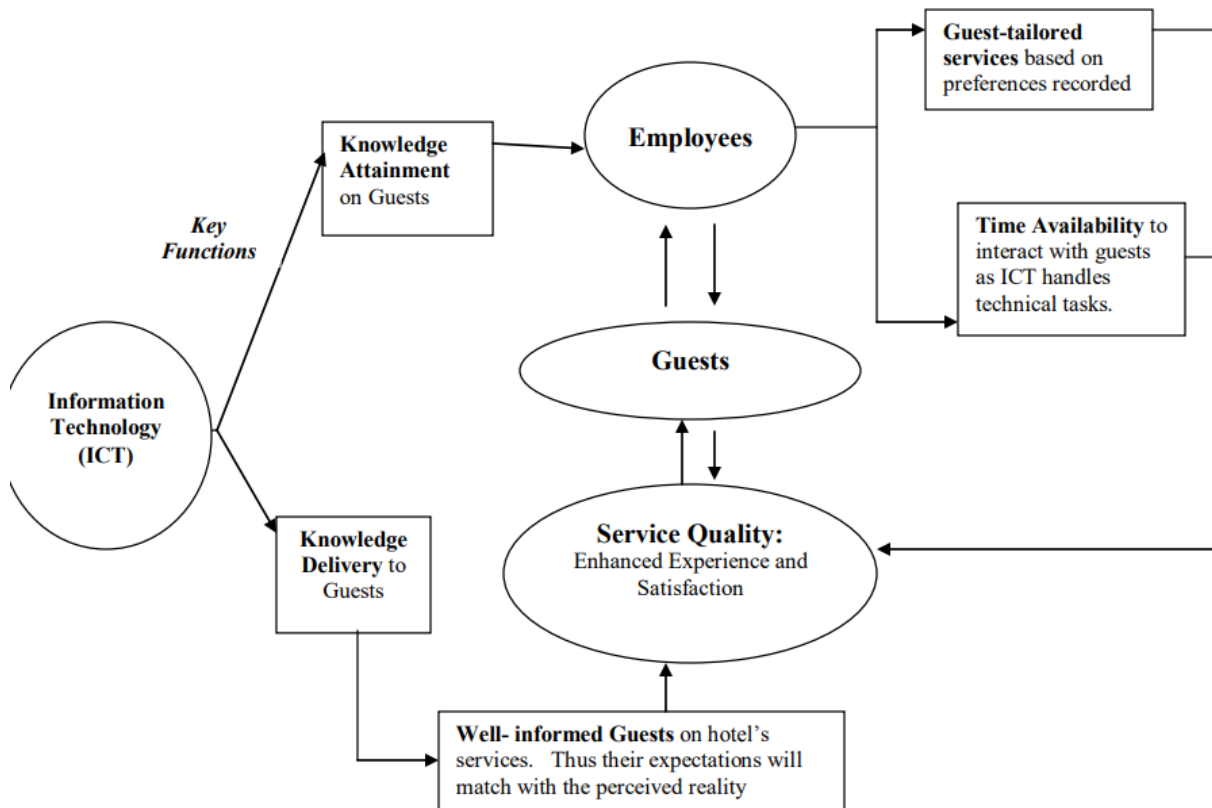 Guest-tailored
services based on
preferences recorded
Employees
Knowledge
Attainment
on Guests
Key
Functions
Time Availability to
interact with guests
as ICT handles
technical tasks.
Guests
Information
Technology
(ICT)
Service Quality:
Enhanced Experience and
Satisfaction
Knowledge
Delivery to
Guests
Well- informed Guests on hotel’s
services.   Thus their expectations will
match with the perceived reality